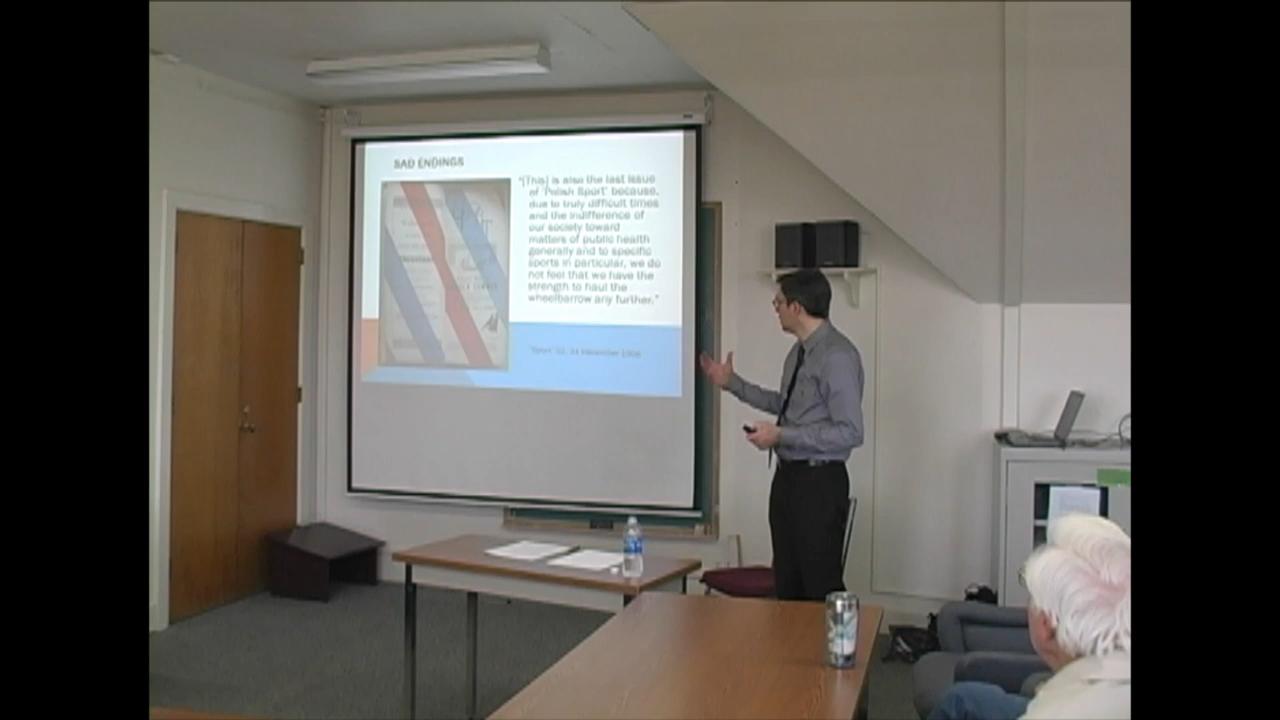 SAD ENDINGS
"[This] is also the last issue
of 'Polish Sport' because,
due to truly difficult times
and the indifference of
our society toward
matters of public health
generally and to specific
sports in particular, we do
not feel that we have the
strength to haul the
wheelbarrow any further."
December